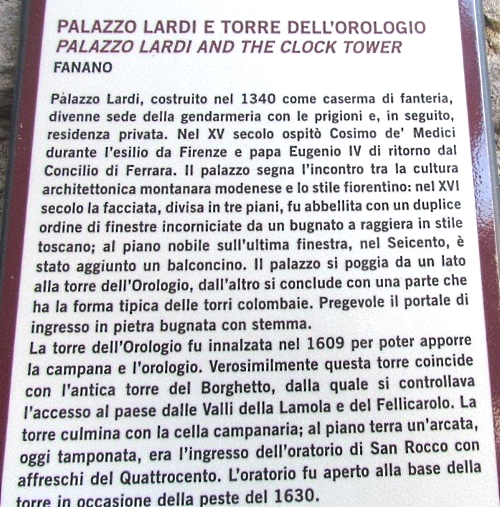 PALAZZO LARDI E TORRE DELL'OROLOGIO
PALAZZO LARDI AND THE CLOCK TOWER
FANANO
Palazzo Lardi, costruito nel 1340 come caserma di fanteria,
divenne sede della gendarmeria con le prigioni e, in seguito,
residenza privata. Nel XV secolo ospitò Cosimo de' Medici
durante l'esilio da Firenze e papa Eugenio IV di ritorno dal
Concilio di Ferrara. Il palazzo segna l'incontro tra la cultura
architettonica montanara modenese e lo stile fiorentino: nel XVI
secolo la facciata, divisa in tre piani, fu abbellita con un duplice
ordine di finestre incorniciate da un bugnato a raggiera in stile
toscano; al piano nobile sull'ultima finestra, nel Seicento, è
stato aggiunto un balconcino. Il palazzo si poggia da un lato
alla torre dell'Orologio, dall'altro si conclude con una parte che
ha la forma tipica delle torri colombaie. Pregevole il portale di
ingresso in pietra bugnata con stemma.
La torre dell'Orologio fu innalzata nel 1609 per poter apporre
la campana e l'orologio. Verosimilmente questa torre coincide
con l'antica torre del Borghetto, dalla quale si controllava
l'accesso al paese dalle Valli della Lamola e del Fellicarolo. La
torre culmina con la cella campanaria; al piano terra un'arcata,
oggi tamponata, era l'ingresso dell'oratorio di San Rocco con
affreschi del Quattrocento. L'oratorio fu aperto alla base della
torre in occasione della peste del 1630.